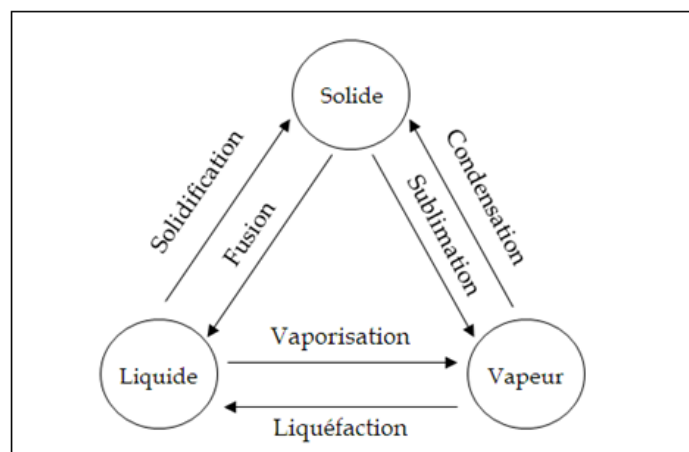 Solide
Solidification
Fusion
Sublimation
Condensation
Vaporisation
Liquide
Vapeur
Liquéfaction